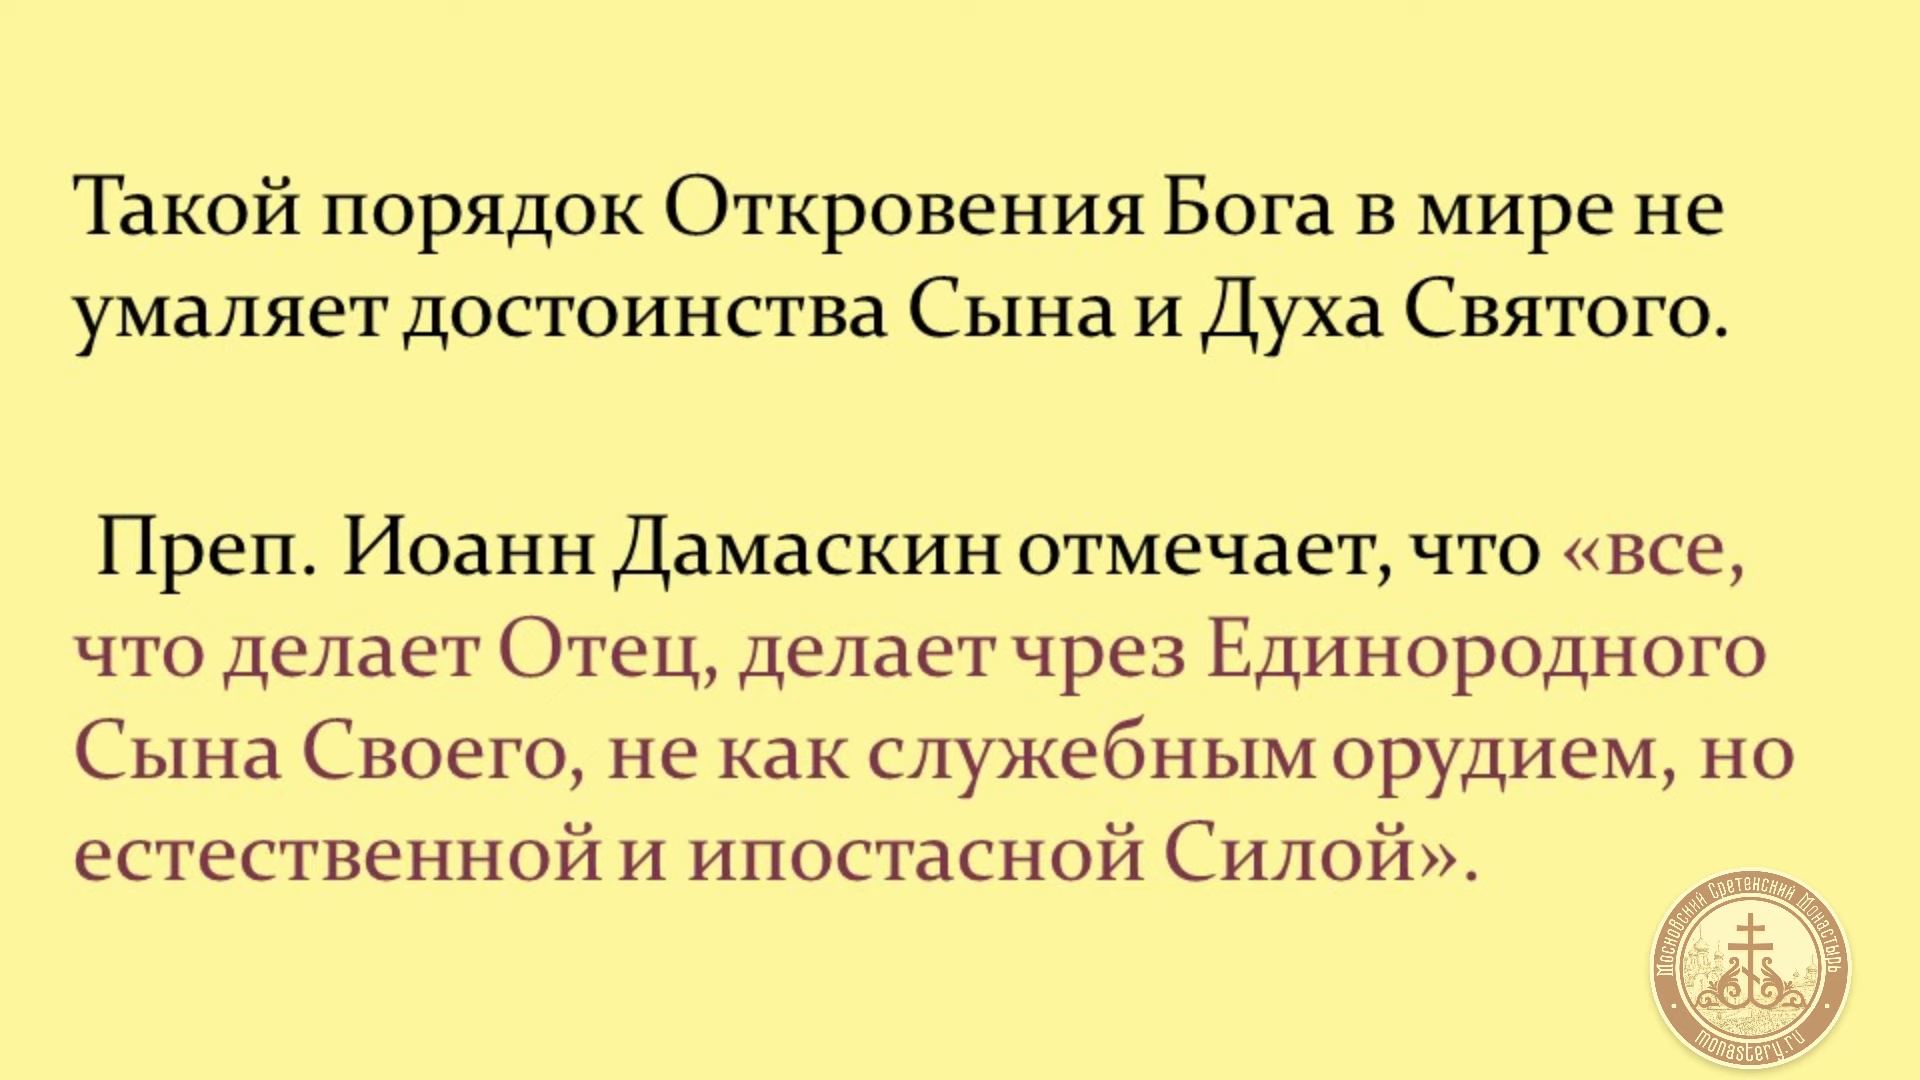 Такой порядок Откровения Бога в мире не
умаляет достоинства Сына и Духа Святого.
Преп. Иоанн Дамаскин отмечает, что «все,
что делает Отец, делает чрез Единородного
Сына Своего, не как служебным орудием, но
естественной и ипостасной Силой».
Московский Сретенский Монастырь
monastery.ru